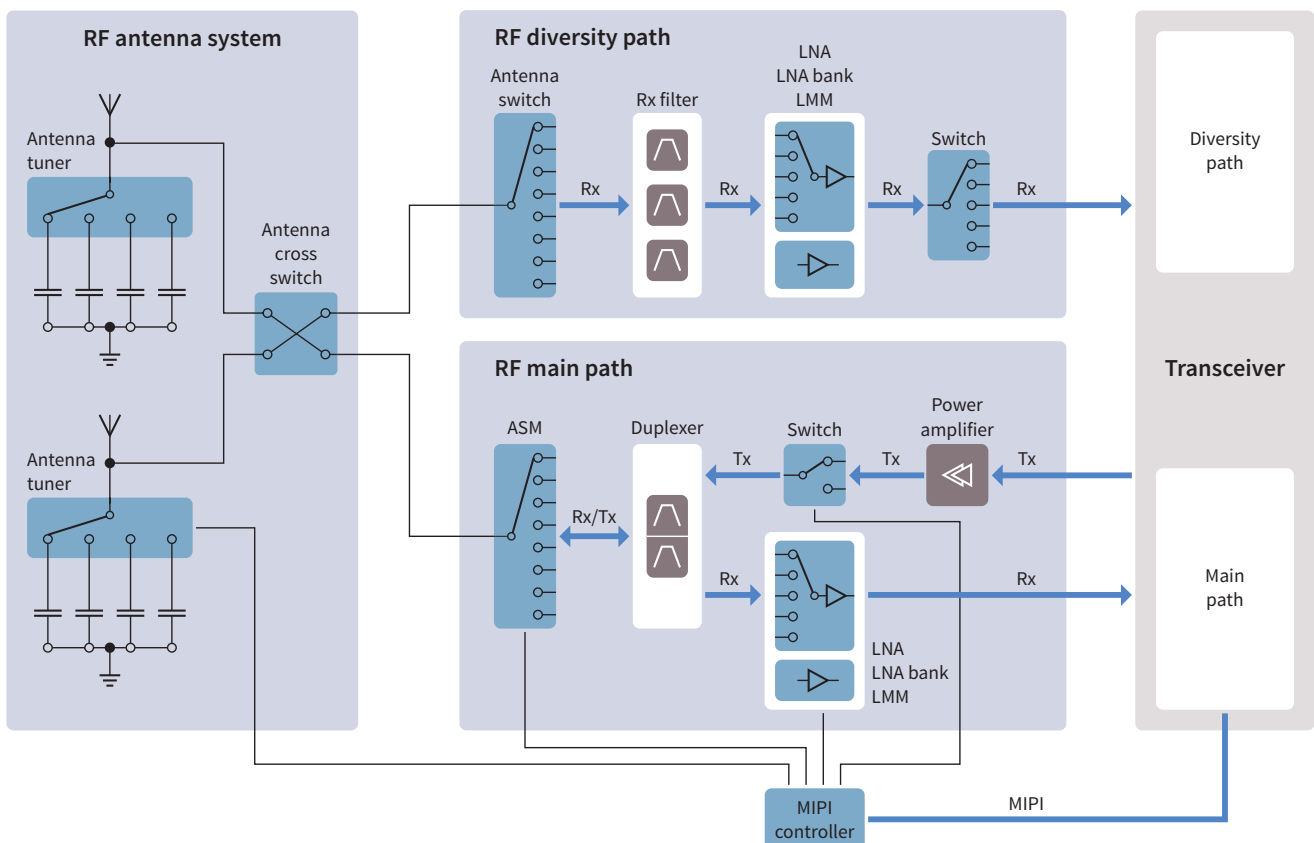 RF antenna system
Antenna
tuner
Antenna
cross
switch
Antenna
tuner
RF diversity path
Antenna
switch
Rx
Rx filter
Rx
LNA
LNA bank
LMM
Rx
Switch
Rx
RF main path
ASM
Rx/Tx
Duplexer
Tx
Switch
Tx
Power
amplifier
Tx
Rx
LNA
LNA bank
LMM
Rx
Transceiver
Diversity
path
Main
path
MIPI
controller
MIPI